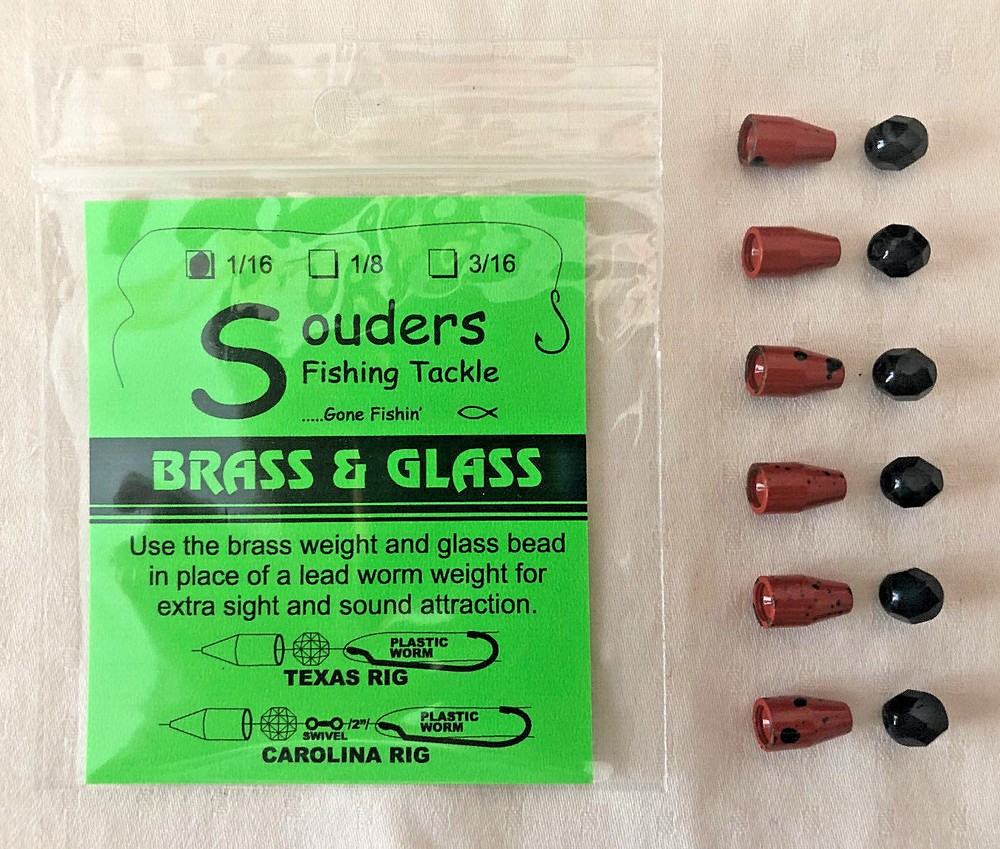 1/16 1/8 3/16
Souders
Fishing Tackle
.....Gone Fishin'
BRASS & GLASS
Use the brass weight and glass bead
in place of a lead worm weight for
extra sight and sound attraction.
PLASTIC
WORM
TEXAS RIG
SWIVEL
/2"/
PLASTIC
WORM
CAROLINA RIG